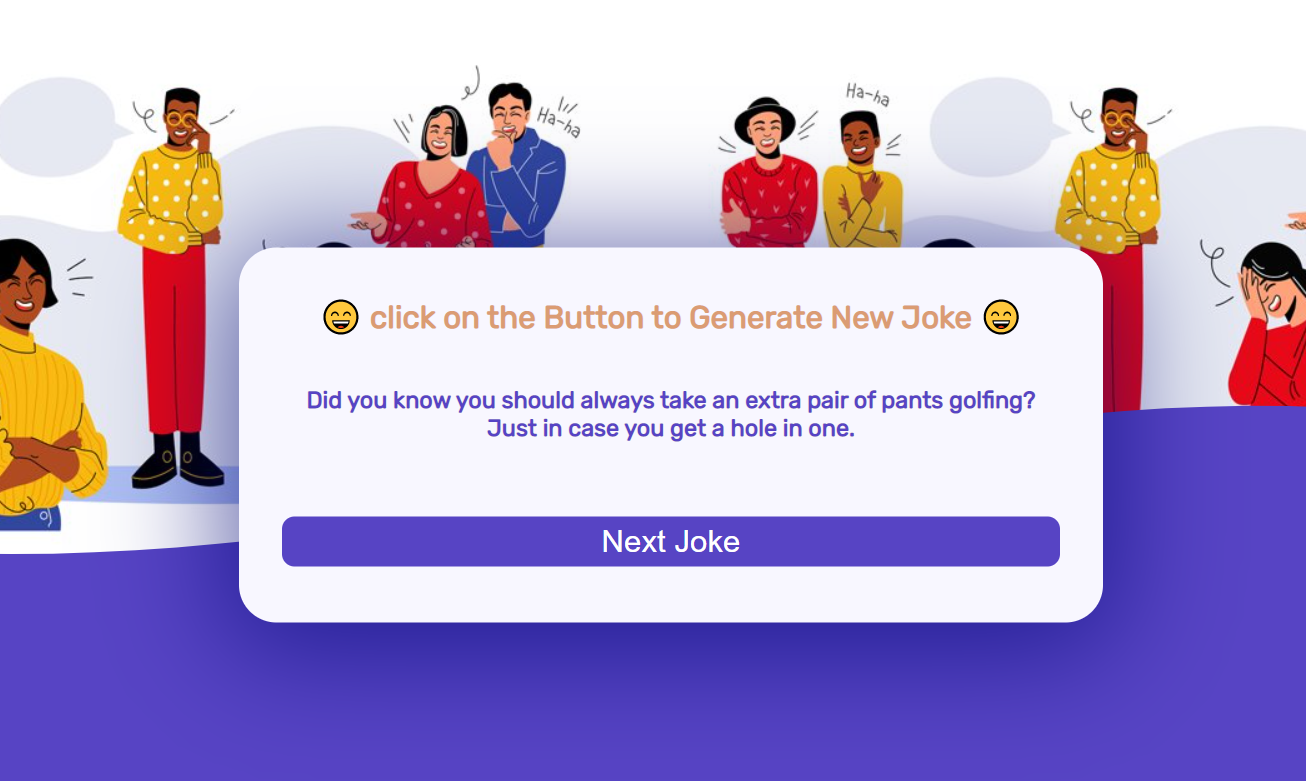 Ha-ha
Ha-ha
😄 click on the Button to Generate New Joke 😄
Did you know you should always take an extra pair of pants golfing?
Just in case you get a hole in one.
Next Joke